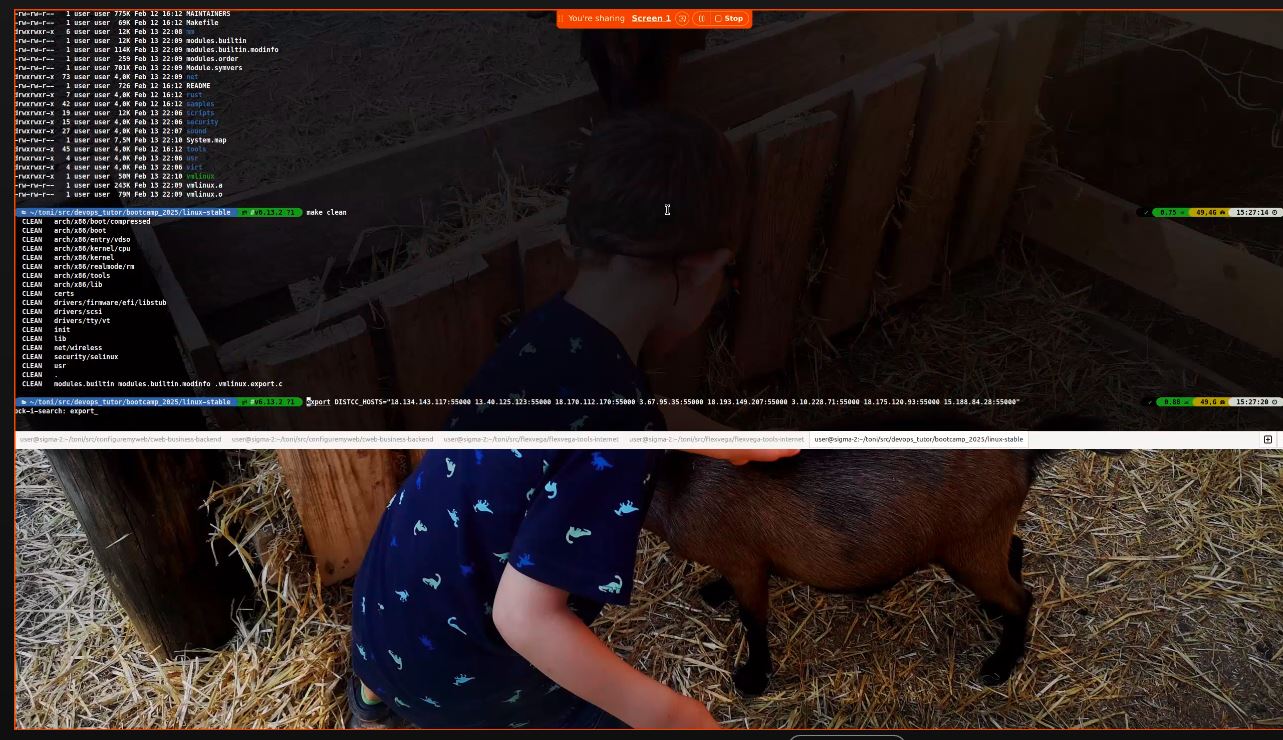 You're sharing Screen 1 Stop
-rw-rw-r-- 1 user user 775K Feb 12 16:12 MAINTAINERS
-rw-rw-r-- 1 user user 69K Feb 12 16:12 Makefile
drwxrwxr-x 6 user user 12K Feb 13 22:08 mm
-rw-rw-r-- 1 user user 12K Feb 13 22:09 modules.builtin
-rw-rw-r-- 1 user user 114K Feb 13 22:09 modules.builtin.modinfo
-rw-rw-r-- 1 user user 259 Feb 13 22:09 modules.order
-rw-rw-r-- 1 user user 701K Feb 13 22:09 Module.symvers
drwxrwxr-x 73 user user 4,0K Feb 13 22:09 net
-rw-rw-r-- 1 user user 726 Feb 12 16:12 README
drwxrwxr-x 7 user user 4,0K Feb 12 16:12 rust
drwxrwxr-x 42 user user 4,0K Feb 12 16:12 samples
drwxrwxr-x 19 user user 12K Feb 13 22:06 scripts
drwxrwxr-x 15 user user 4,0K Feb 13 22:06 security
drwxrwxr-x 27 user user 4,0K Feb 13 22:07 sound
-rw-rw-r-- 1 user user 7,5M Feb 13 22:10 System.map
drwxrwxr-x 45 user user 4,0K Feb 12 16:12 tools
drwxrwxr-x 4 user user 4,0K Feb 13 22:06 usr
drwxrwxr-x 4 user user 4,0K Feb 13 22:06 virt
-rwxrwxr-x 1 user user 50M Feb 13 22:10 vmlinux
-rw-rw-r-- 1 user user 243K Feb 13 22:09 vmlinux.a
-rw-rw-r-- 1 user user 79M Feb 13 22:09 vmlinux.o
~/toni/src/devops_tutor/bootcamp_2025/linux-stable v6.13.2 ?1 make clean 0,75 49,4G 15:27:14
CLEAN arch/x86/boot/compressed
CLEAN arch/x86/boot
CLEAN arch/x86/entry/vdso
CLEAN arch/x86/kernel/cpu
CLEAN arch/x86/kernel
CLEAN arch/x86/realmode/rm
CLEAN arch/x86/tools
CLEAN arch/x86/lib
CLEAN certs
CLEAN drivers/firmware/efi/libstub
CLEAN drivers/scsi
CLEAN drivers/tty/vt
CLEAN init
CLEAN lib
CLEAN net/wireless
CLEAN security/selinux
CLEAN usr
CLEAN .
CLEAN modules.builtin modules.builtin.modinfo .vmlinux.export.c
~/toni/src/devops_tutor/bootcamp_2025/linux-stable v6.13.2 ?1 export DISTCC_HOSTS="18.134.143.117:55000 13.40.125.123:55000 18.170.112.170:55000 3.67.95.35:55000 18.193.149.207:55000 3.10.228.71:55000 18.175.120.93:55000 15.188.84.28:55000" 0,88 49,6 15:27:20
ck-i-search: export_
user@sigma-2:~/toni/src/configuremyweb/cweb-business-backend user@sigma-2:~/toni/src/configuremyweb/cweb-business-backend user@sigma-2:~/toni/src/flexvega/flexvega-tools-internet user@sigma-2:~/toni/src/flexvega/flexvega-tools-internet user@sigma-2:~/toni/src/devops_tutor/bootcamp_2025/linux-stable